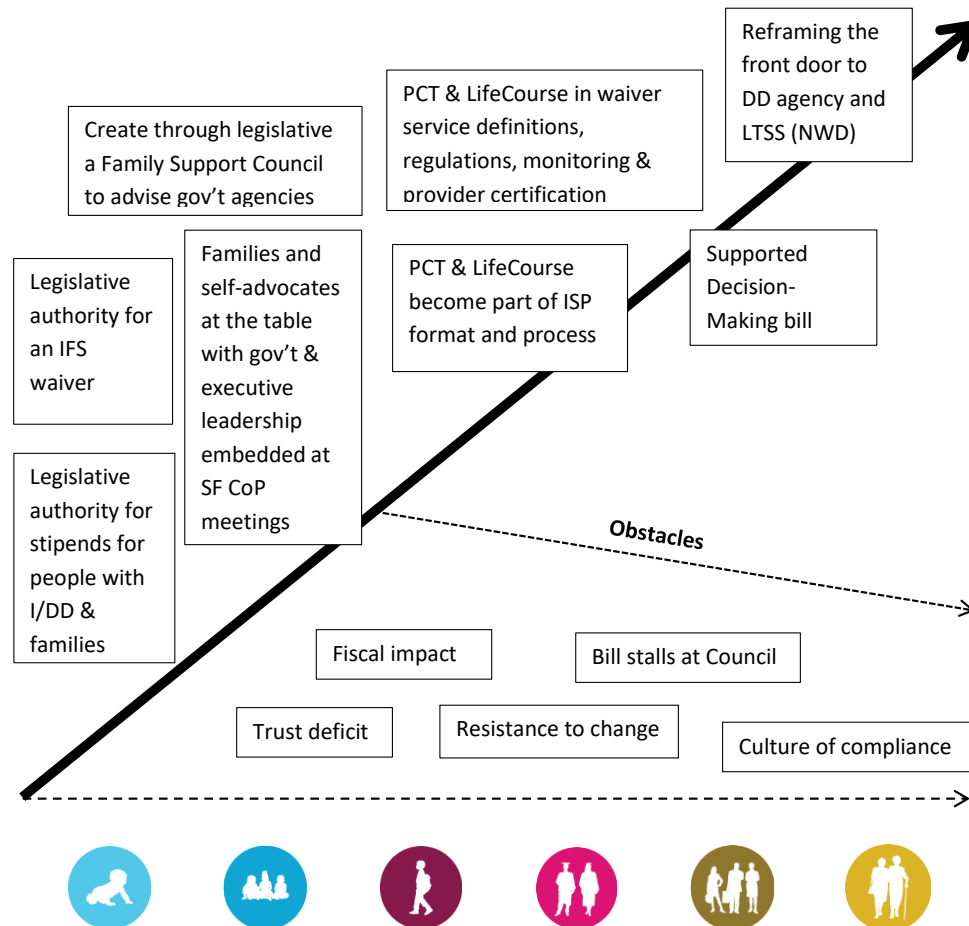 Reframing the
front door to
DD agency and
LTSS (NWD)
PCT & LifeCourse in waiver
service definitions,
regulations, monitoring &
provider certification
Create through legislative
a Family Support Council
to advise gov’t agencies
Legislative
authority for
an IFS
waiver
Families and
self-advocates
at the table
with gov’t &
executive
leadership
embedded at
SF CoP
meetings
PCT & LifeCourse
become part of ISP
format and process
Supported
Decision-
Making bill
Legislative
authority for
stipends for
people with
I/DD &
families
Obstacles
Fiscal impact
Bill stalls at Council
Trust deficit
Resistance to change
Culture of compliance